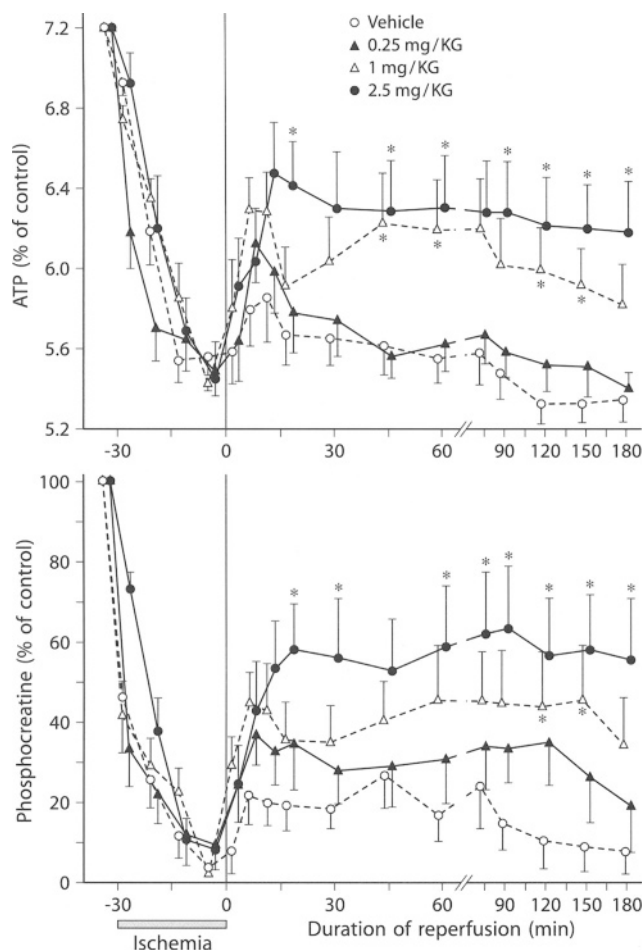 Vehicle
0.25 mg/KG
1 mg/KG
2.5 mg/KG
ATP (% of control)
7.2
6.8
6.4
6.0
5.6
5.2
* * * * * * *
* * * *
-30 0 30 60 90 120 150 180
Phosphocreatine (% of control)
100
80
60
40
20
0
* * * * * * * *
* *
-30 0 30 60 90 120 150 180
Ischemia
Duration of reperfusion (min)